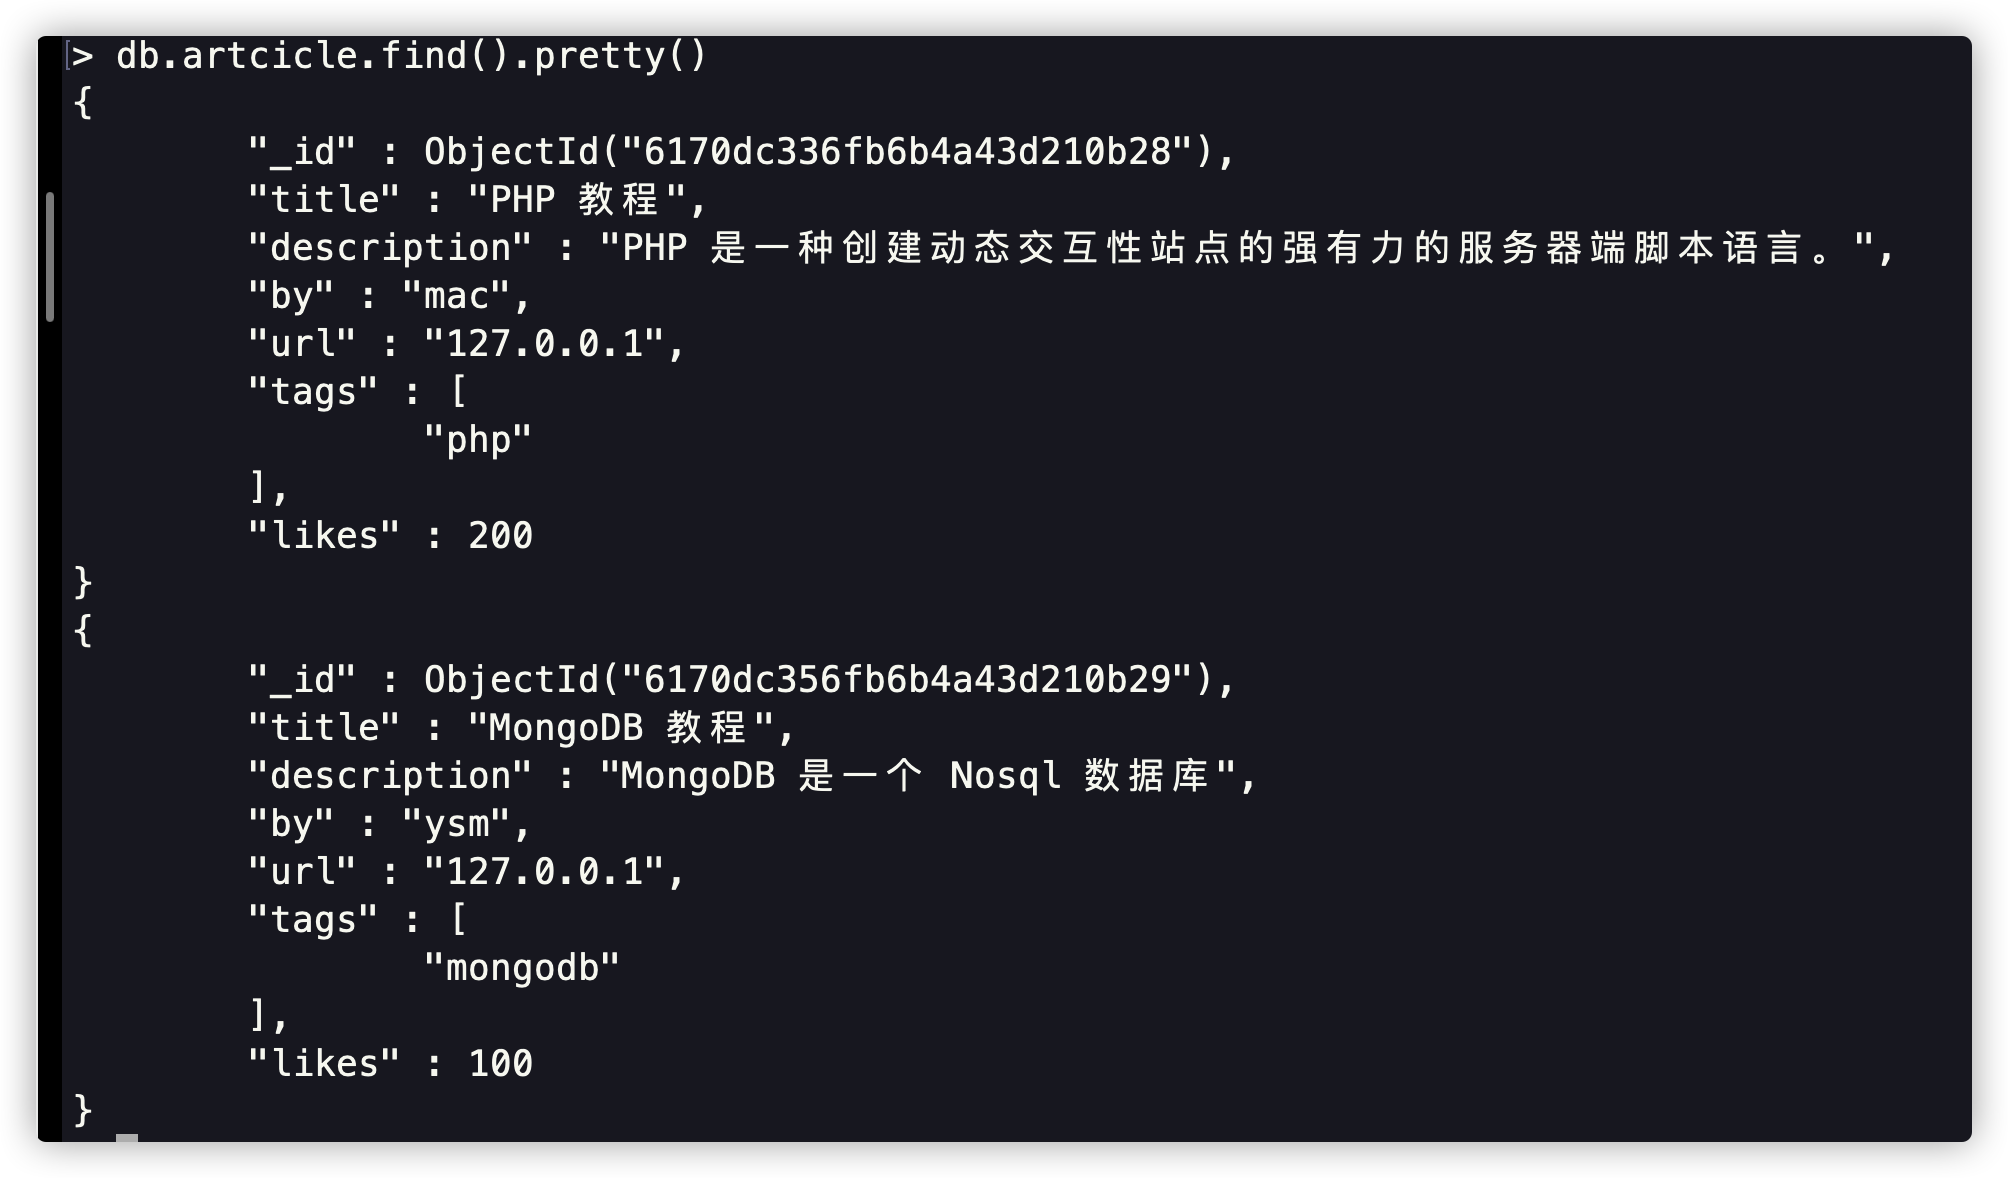 > db.artcicle.find().pretty()
{
"_id" : ObjectId("6170dc336fb6b4a43d210b28"),
"title" : "PHP 教程",
"description" : "PHP 是一种创建动态交互性站点的强有力的服务器端脚本语言。",
"by" : "mac",
"url" : "127.0.0.1",
"tags" : [
"php"
],
"likes" : 200
}
{
"_id" : ObjectId("6170dc356fb6b4a43d210b29"),
"title" : "MongoDB 教程",
"description" : "MongoDB 是一个 Nosql 数据库",
"by" : "ysm",
"url" : "127.0.0.1",
"tags" : [
"mongodb"
],
"likes" : 100
}